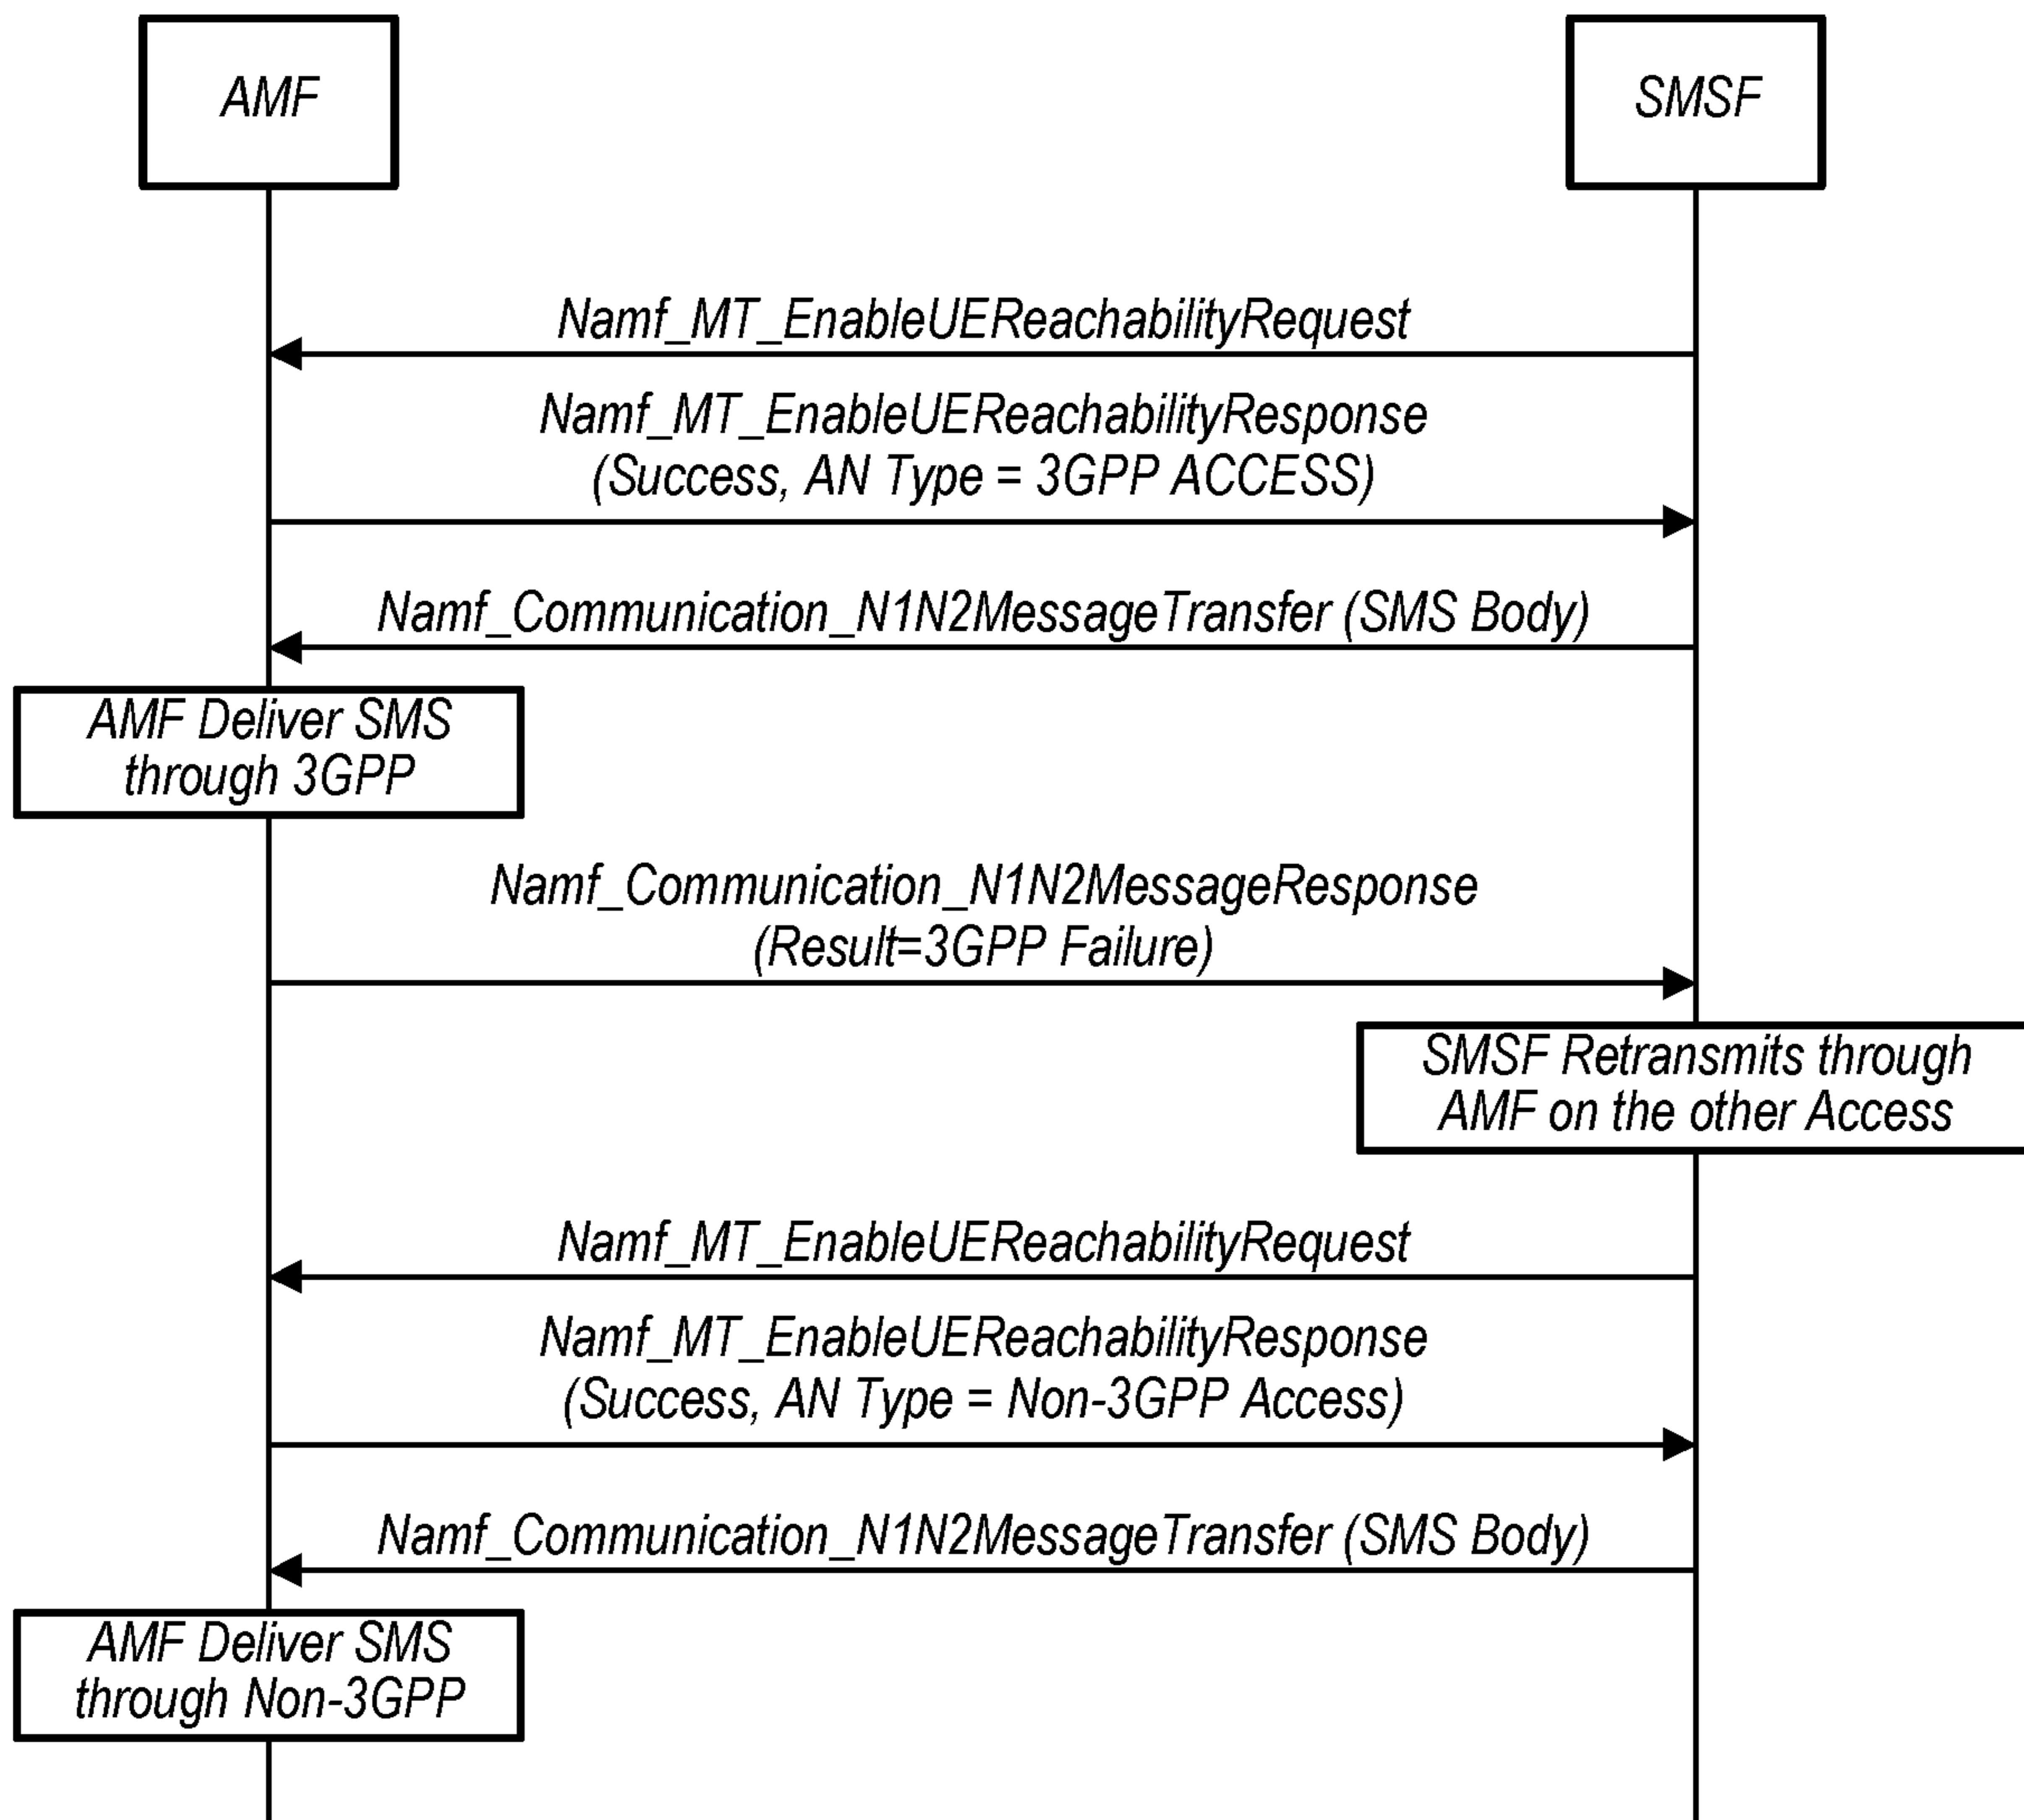 AMF
SMSF
Namf_MT_EnableUEReachabilityRequest
Namf_MT_EnableUEReachabilityResponse
(Success, AN Type = 3GPP ACCESS)
Namf_Communication_N1N2MessageTransfer (SMS Body)
AMF Deliver SMS
through 3GPP
Namf_Communication_N1N2MessageResponse
(Result=3GPP Failure)
SMSF Retransmits through
AMF on the other Access
Namf_MT_EnableUEReachabilityRequest
Namf_MT_EnableUEReachabilityResponse
(Success, AN Type = Non-3GPP Access)
Namf_Communication_N1N2MessageTransfer (SMS Body)
AMF Deliver SMS
through Non-3GPP